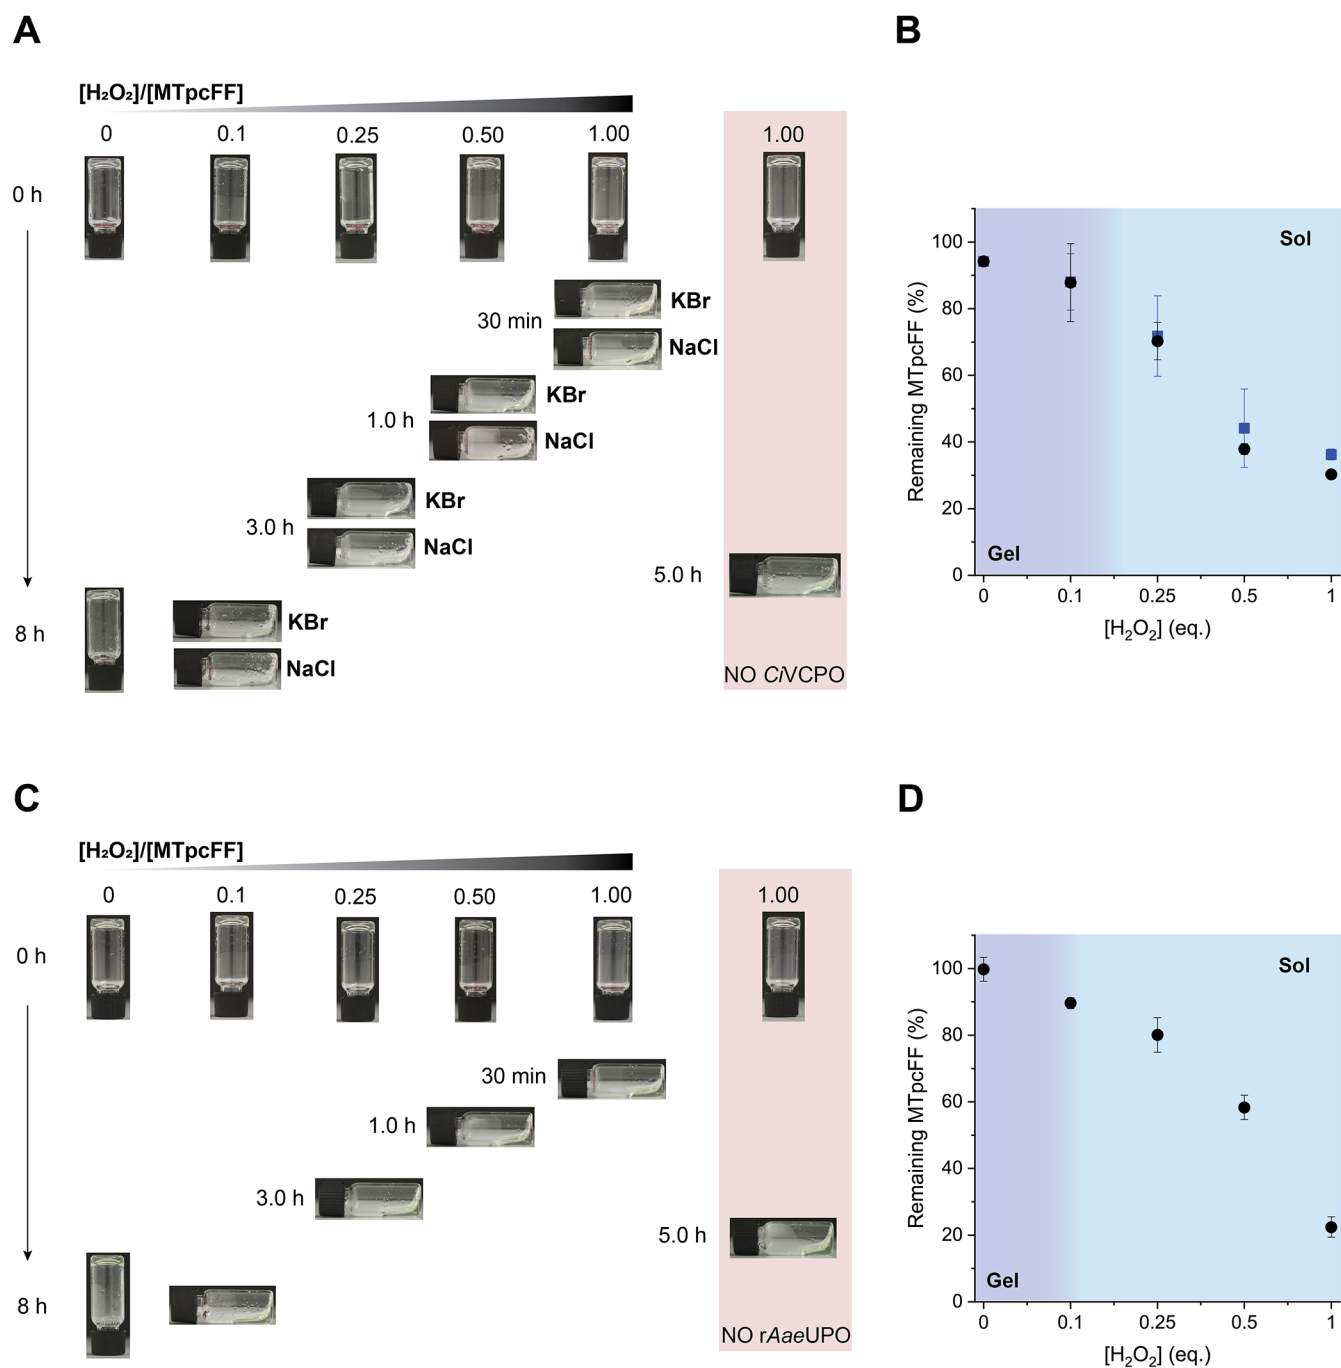 A
[H₂O₂]/[MTpcFF]
0 0.1 0.25 0.50 1.00 1.00
0 h
30 min
KBr
NaCl
1.0 h
KBr
NaCl
3.0 h
KBr
NaCl
5.0 h
8 h
KBr
NaCl
NO CiVCPO
B
Remaining MTpcFF (%)
100
80
60
40
20
0
Sol
Gel
0 0.1 0.25 0.5 1
[H₂O₂] (eq.)
C
[H₂O₂]/[MTpcFF]
0 0.1 0.25 0.50 1.00 1.00
0 h
30 min
1.0 h
3.0 h
5.0 h
8 h
NO rAaeUPO
D
Remaining MTpcFF (%)
100
80
60
40
20
0
Sol
Gel
0 0.1 0.25 0.5 1
[H₂O₂] (eq.)